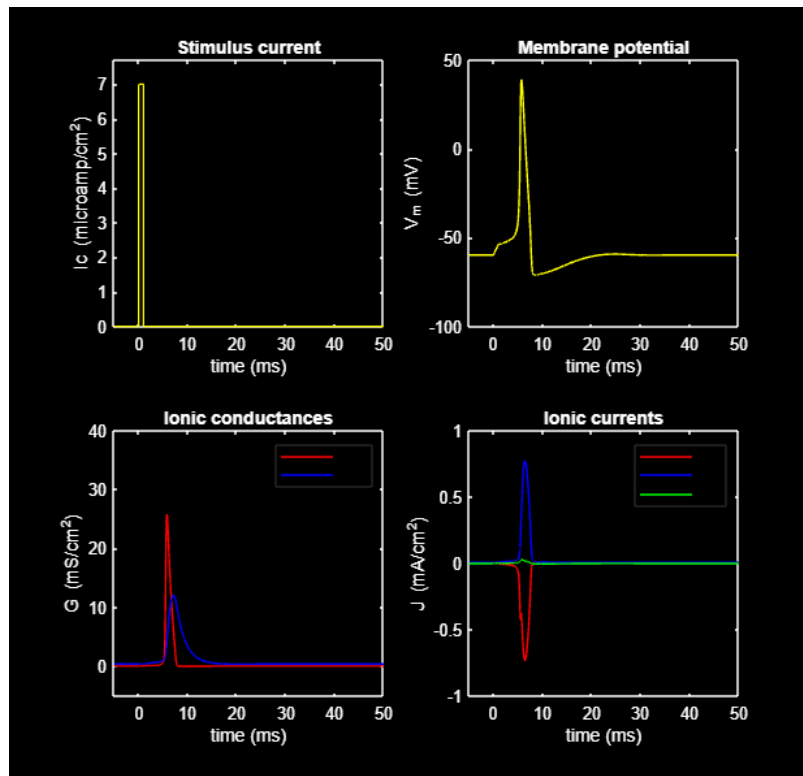 Stimulus current
Ic (microamp/cm²)
7
6
5
4
3
2
1
0
0 10 20 30 40 50
time (ms)
Membrane potential
Vₘ (mV)
50
0
-50
-100
0 10 20 30 40 50
time (ms)
Ionic conductances
G (mS/cm²)
40
30
20
10
0
0 10 20 30 40 50
time (ms)
Ionic currents
J (mA/cm²)
1
0.5
0
-0.5
-1
0 10 20 30 40 50
time (ms)